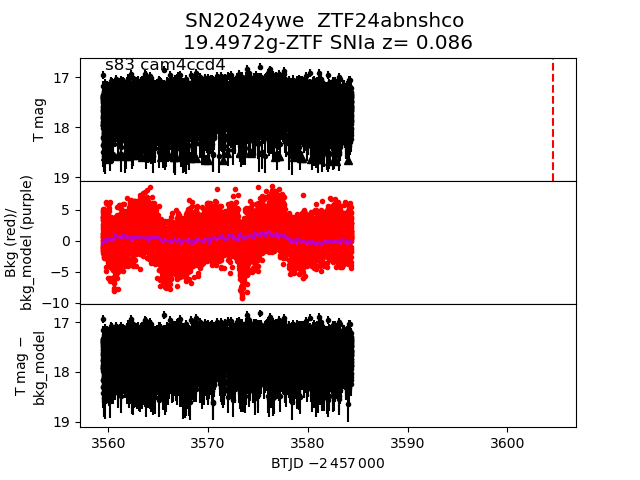 SN2024ywe  ZTF24abnshco
19.4972g-ZTF SNIa z= 0.086
s83 cam4ccd4
17
18
19
T mag
5
0
−5
−10
Bkg (red)/
bkg_model (purple)
17
18
19
T mag −
bkg_model
3560 3570 3580 3590 3600
BTJD −2 457 000